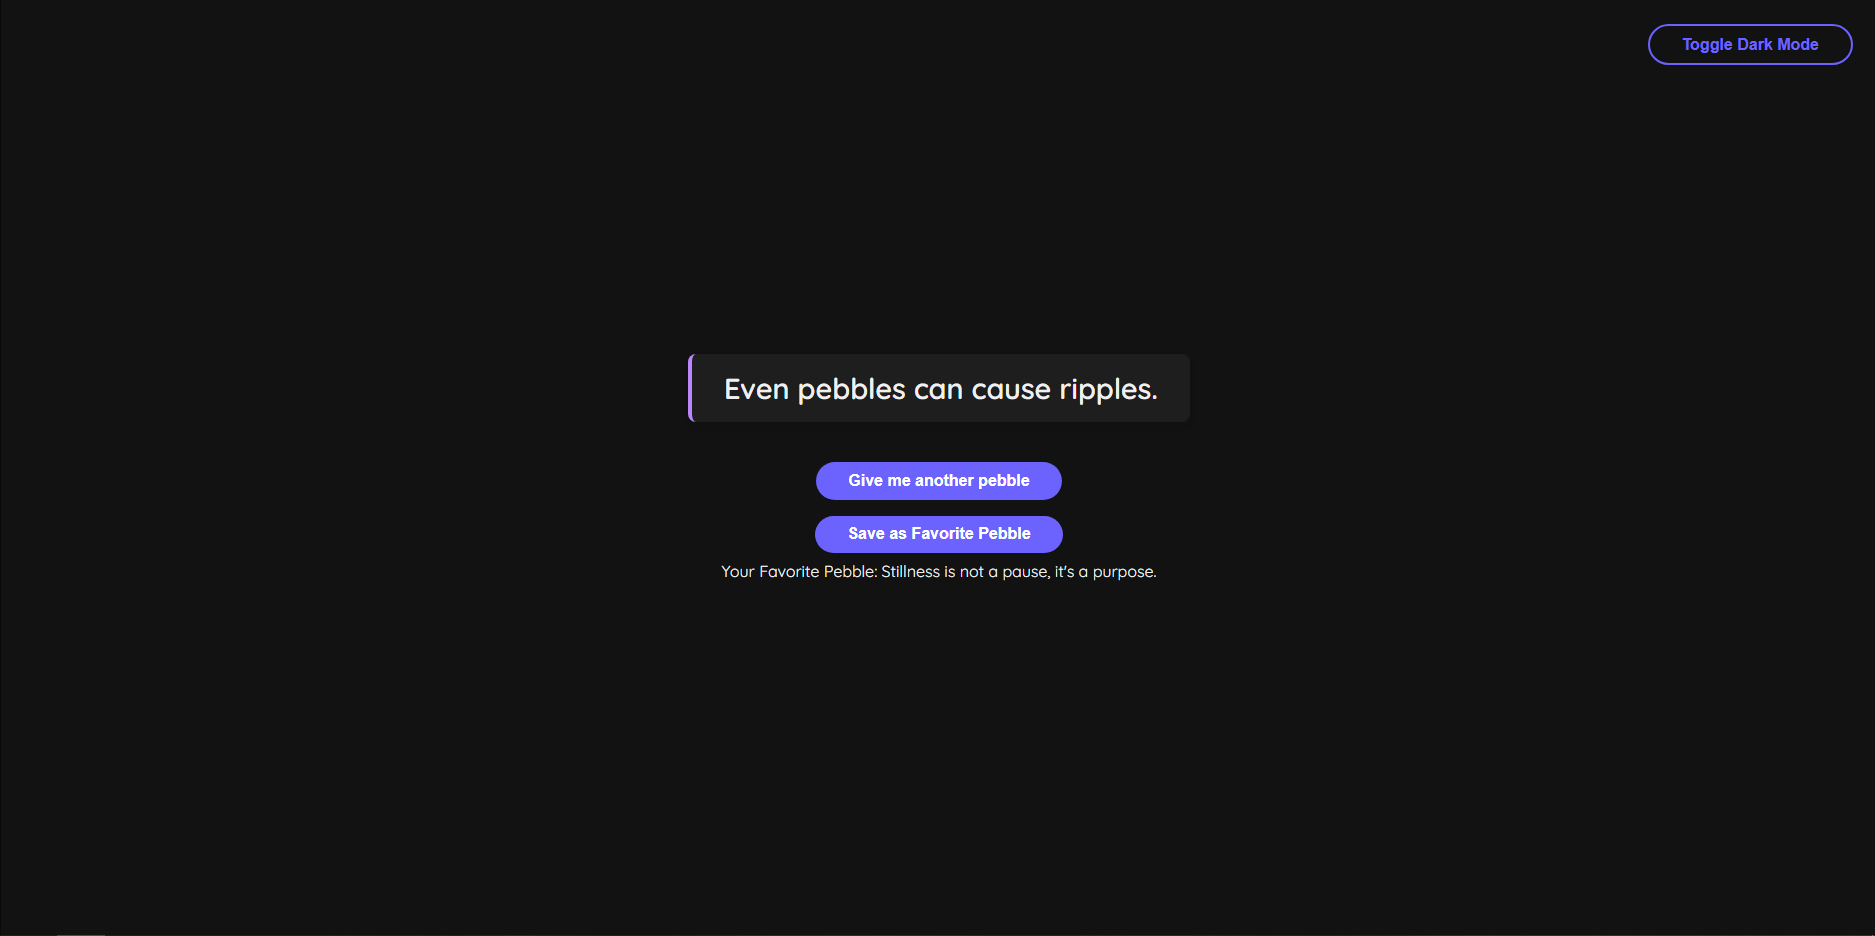 Toggle Dark Mode
Even pebbles can cause ripples.
Give me another pebble
Save as Favorite Pebble
Your Favorite Pebble: Stillness is not a pause, it's a purpose.